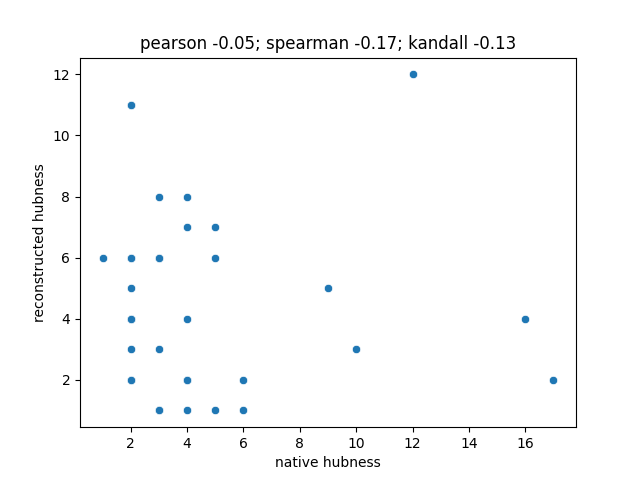 pearson -0.05; spearman -0.17; kandall -0.13
reconstructed hubness
12
10
8
6
4
2
2 4 6 8 10 12 14 16
native hubness